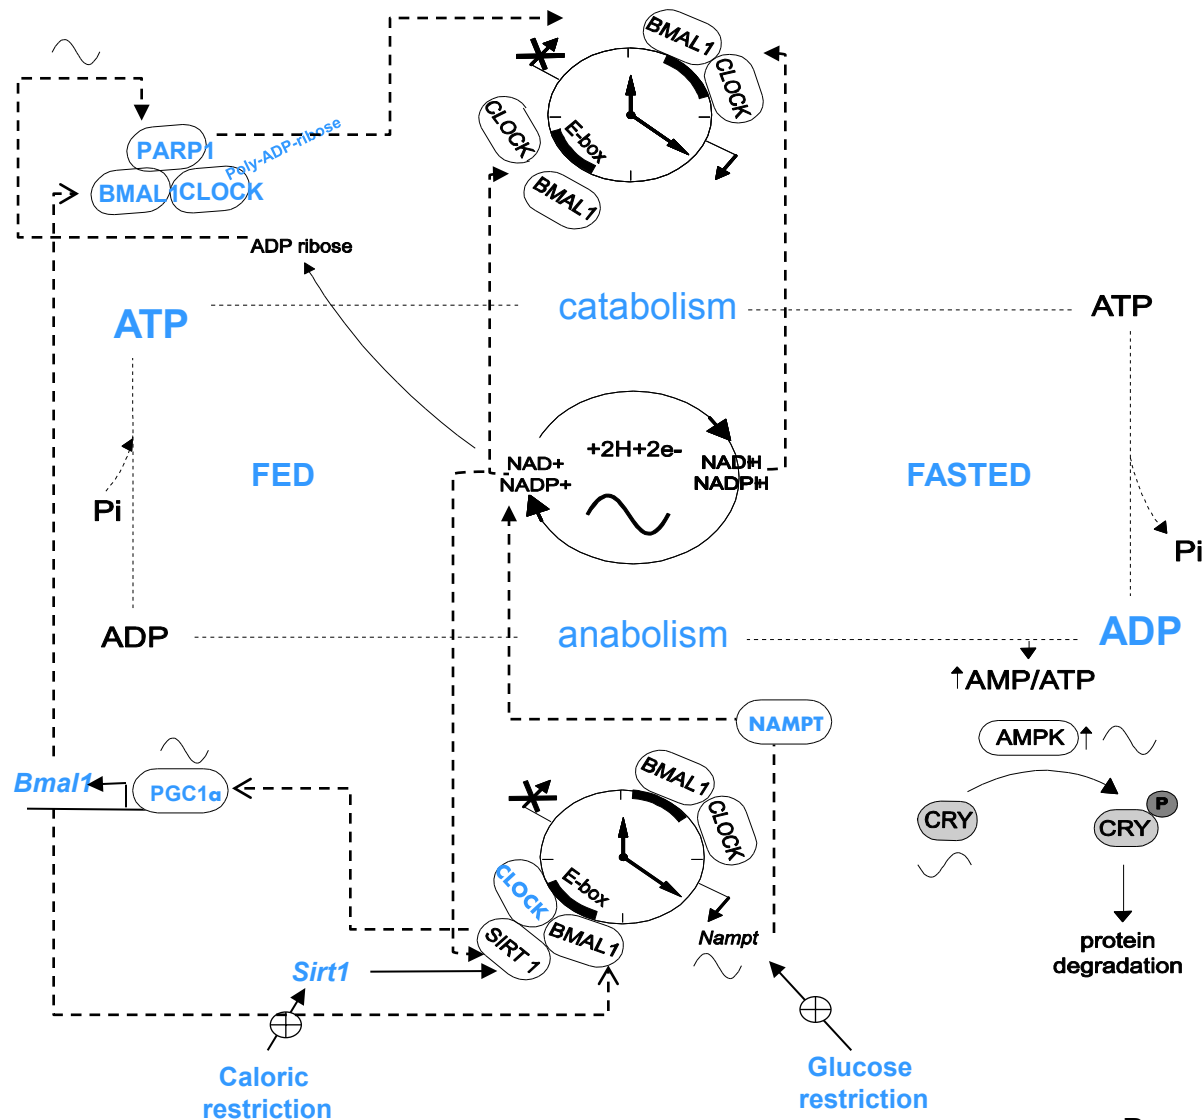 BMAL1
CLOCK
E-box
CLOCK
BMAL1
PARP1
Poly-ADP-ribose
BMAL1
CLOCK
ADP ribose
ATP
catabolism
ATP
FED
NAD+
NADP+
+2H+2e-
NADH
NADPH
FASTED
Pi
Pi
ADP
anabolism
ADP
AMP/ATP
NAMPT
AMPK
Bmal1
PGC1α
BMAL1
CLOCK
E-box
CLOCK
BMAL1
SIRT 1
Nampt
CRY
CRY
P
protein
degradation
Sirt1
Caloric
restriction
Glucose
restriction